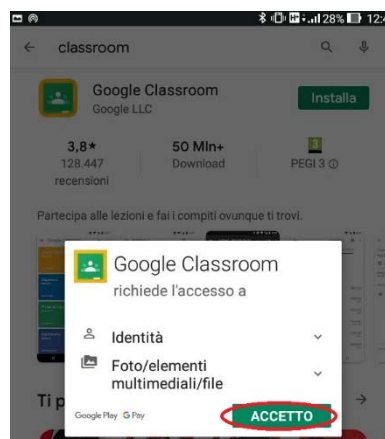 28% 12:4
classroom
Google Classroom
Google LLC
Installa
3,8★ 50 Mln+ 3
128.447 Download PEGI 3
recensioni
Partecipa alle lezioni e fai i compiti ovunque ti trovi.
Google Classroom
richiede l'accesso a
Identità
Foto/elementi
multimediali/file
Ti p
Google Play G Pay ACCETTO